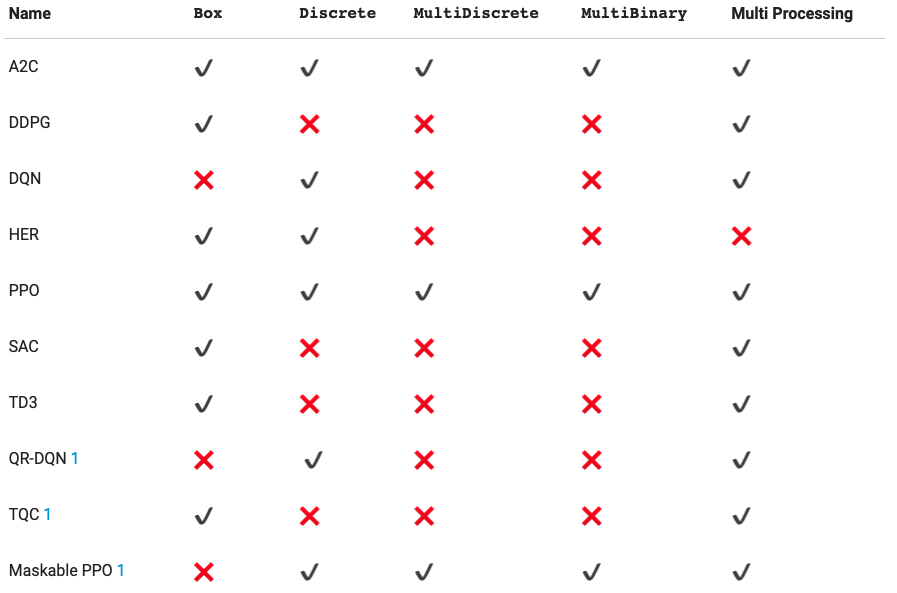 Name Box Discrete MultiDiscrete MultiBinary Multi Processing
A2C ✔ ✔ ✔ ✔ ✔
DDPG ✔ ❌ ❌ ❌ ✔
DQN ❌ ✔ ❌ ❌ ✔
HER ✔ ✔ ❌ ❌ ❌
PPO ✔ ✔ ✔ ✔ ✔
SAC ✔ ❌ ❌ ❌ ✔
TD3 ✔ ❌ ❌ ❌ ✔
QR-DQN 1 ❌ ✔ ❌ ❌ ✔
TQC 1 ✔ ❌ ❌ ❌ ✔
Maskable PPO 1 ❌ ✔ ✔ ✔ ✔